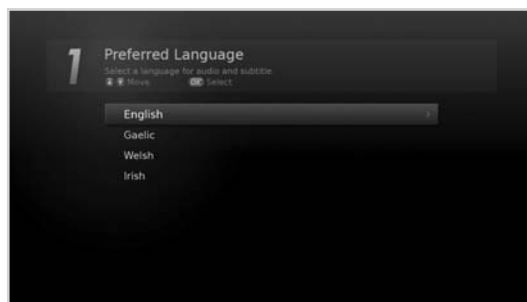 1
Preferred Language
Select a language for audio and subtitle.
Move OK Select
English
Gaelic
Welsh
Irish